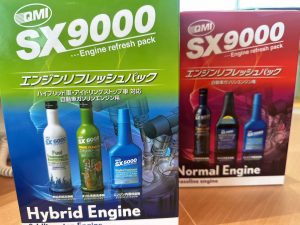 QMI
SX9000
...Engine refresh pack
エンジンリフレッシュパック
ハイブリッド車・アイドリングストップ車 対応
自動車ガソリンエンジン用
SX9000
SX9000
Hybrid Engine
QMI
SX9000
...Engine refresh pack
エンジンリフレッシュパック
自動車ガソリンエンジン用
Normal Engine
Gasoline engine